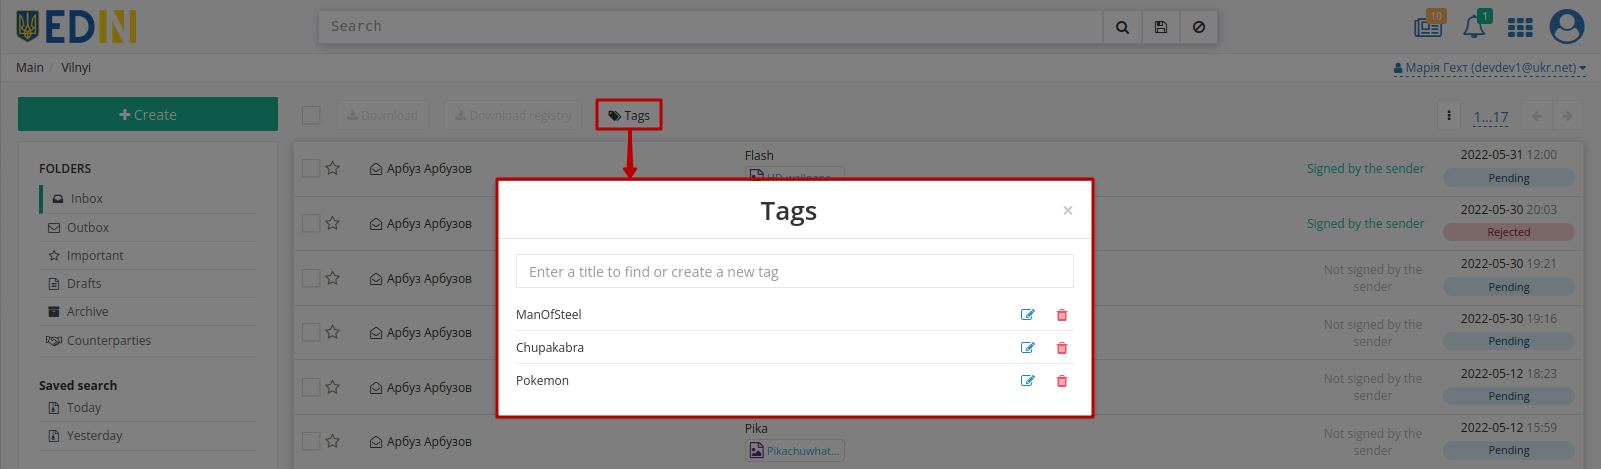 EDIN
Search
10
1
Main / Vilnyi
Марія Гехт (devdev1@ukr.net)
Create
Download
Download registry
Tags
1...17
FOLDERS
Inbox
Outbox
Important
Drafts
Archive
Counterparties
Saved search
Today
Yesterday
Арбуз Арбузов
Flash
HD wallpape...
Signed by the sender
2022-05-31 12:00
Pending
Арбуз Арбузов
Signed by the sender
2022-05-30 20:03
Rejected
Арбуз Арбузов
Not signed by the
sender
2022-05-30 19:21
Pending
Арбуз Арбузов
Not signed by the
sender
2022-05-30 19:16
Pending
Арбуз Арбузов
Not signed by the
sender
2022-05-12 18:23
Pending
Арбуз Арбузов
Pika
Pikachuwhat...
Not signed by the
sender
2022-05-12 15:59
Pending
Tags
×
Enter a title to find or create a new tag
ManOfSteel
Chupakabra
Pokemon